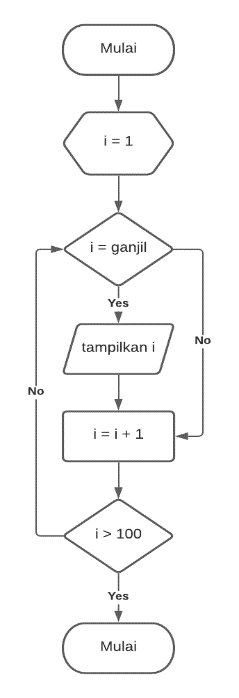 Mulai
i = 1
i = ganjil
Yes
No
tampilkan i
No
i = i + 1
i > 100
Yes
Mulai